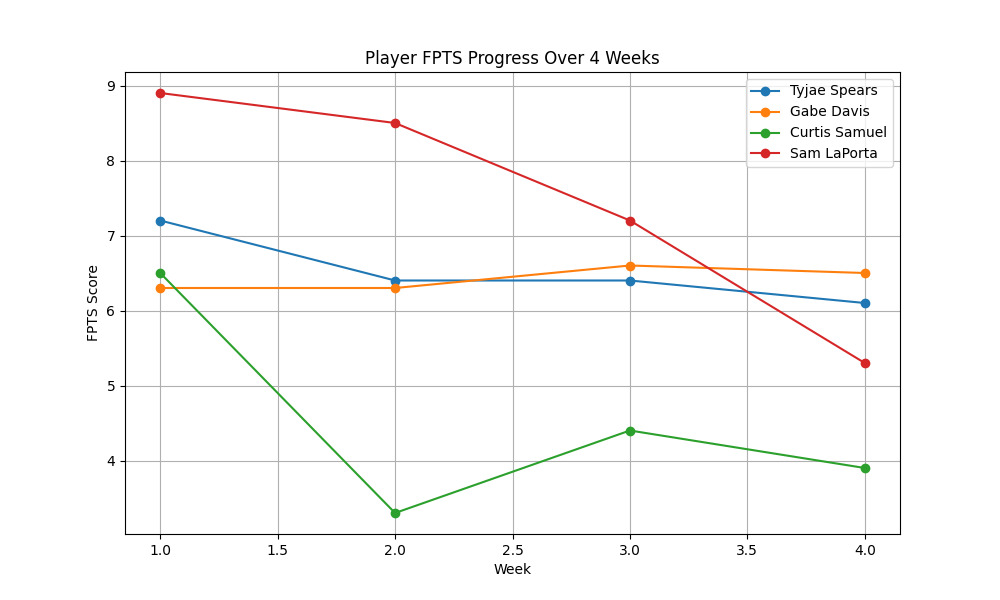 Player FPTS Progress Over 4 Weeks
Tyjae Spears
Gabe Davis
Curtis Samuel
Sam LaPorta
FPTS Score
9
8
7
6
5
4
1.0 1.5 2.0 2.5 3.0 3.5 4.0
Week